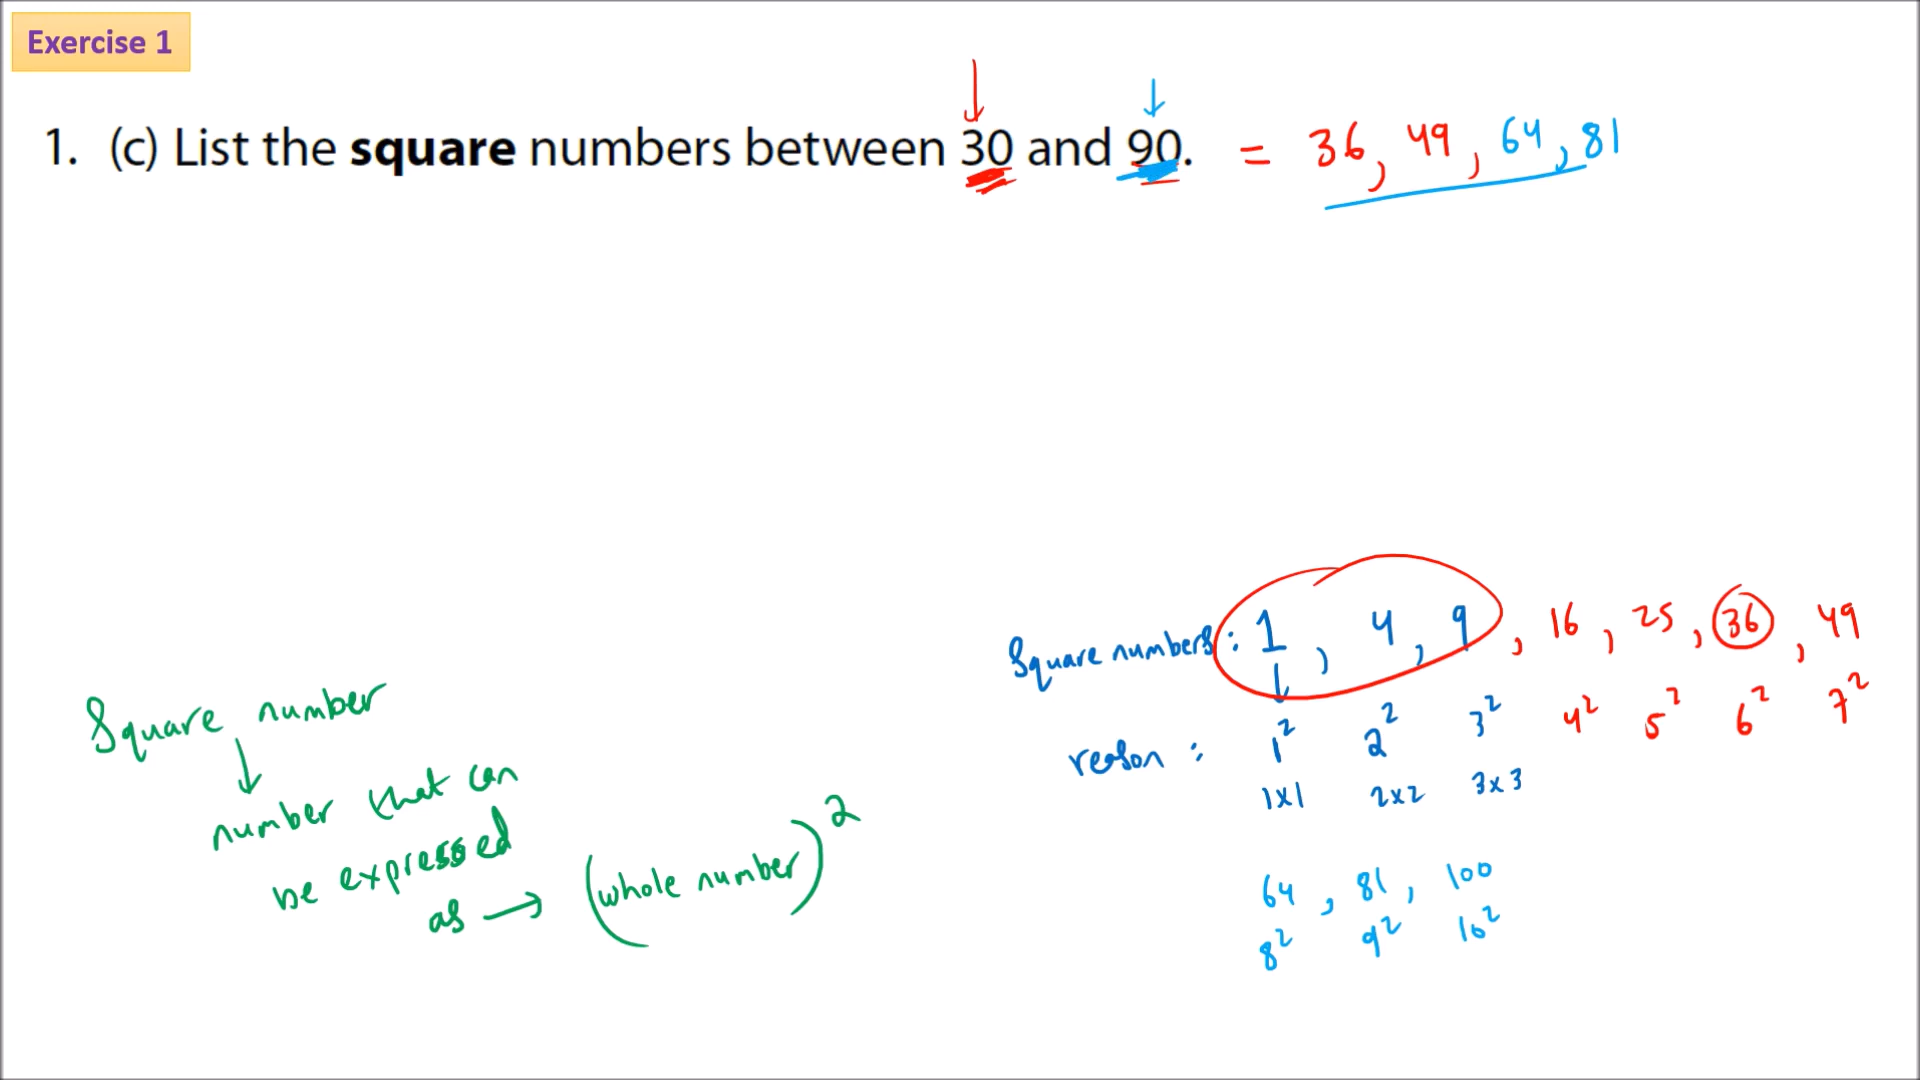 Exercise 1
1. (c) List the square numbers between 30 and 90. = 36, 49, 64, 81
Square numbers: 1, 4, 9, 16, 25, 36, 49
reason: 1² 2² 3² 4² 5² 6² 7²
1x1 2x2 3x3
64, 81, 100
8² 9² 10²
Square number
number that can
be expressed
as → (whole number)²